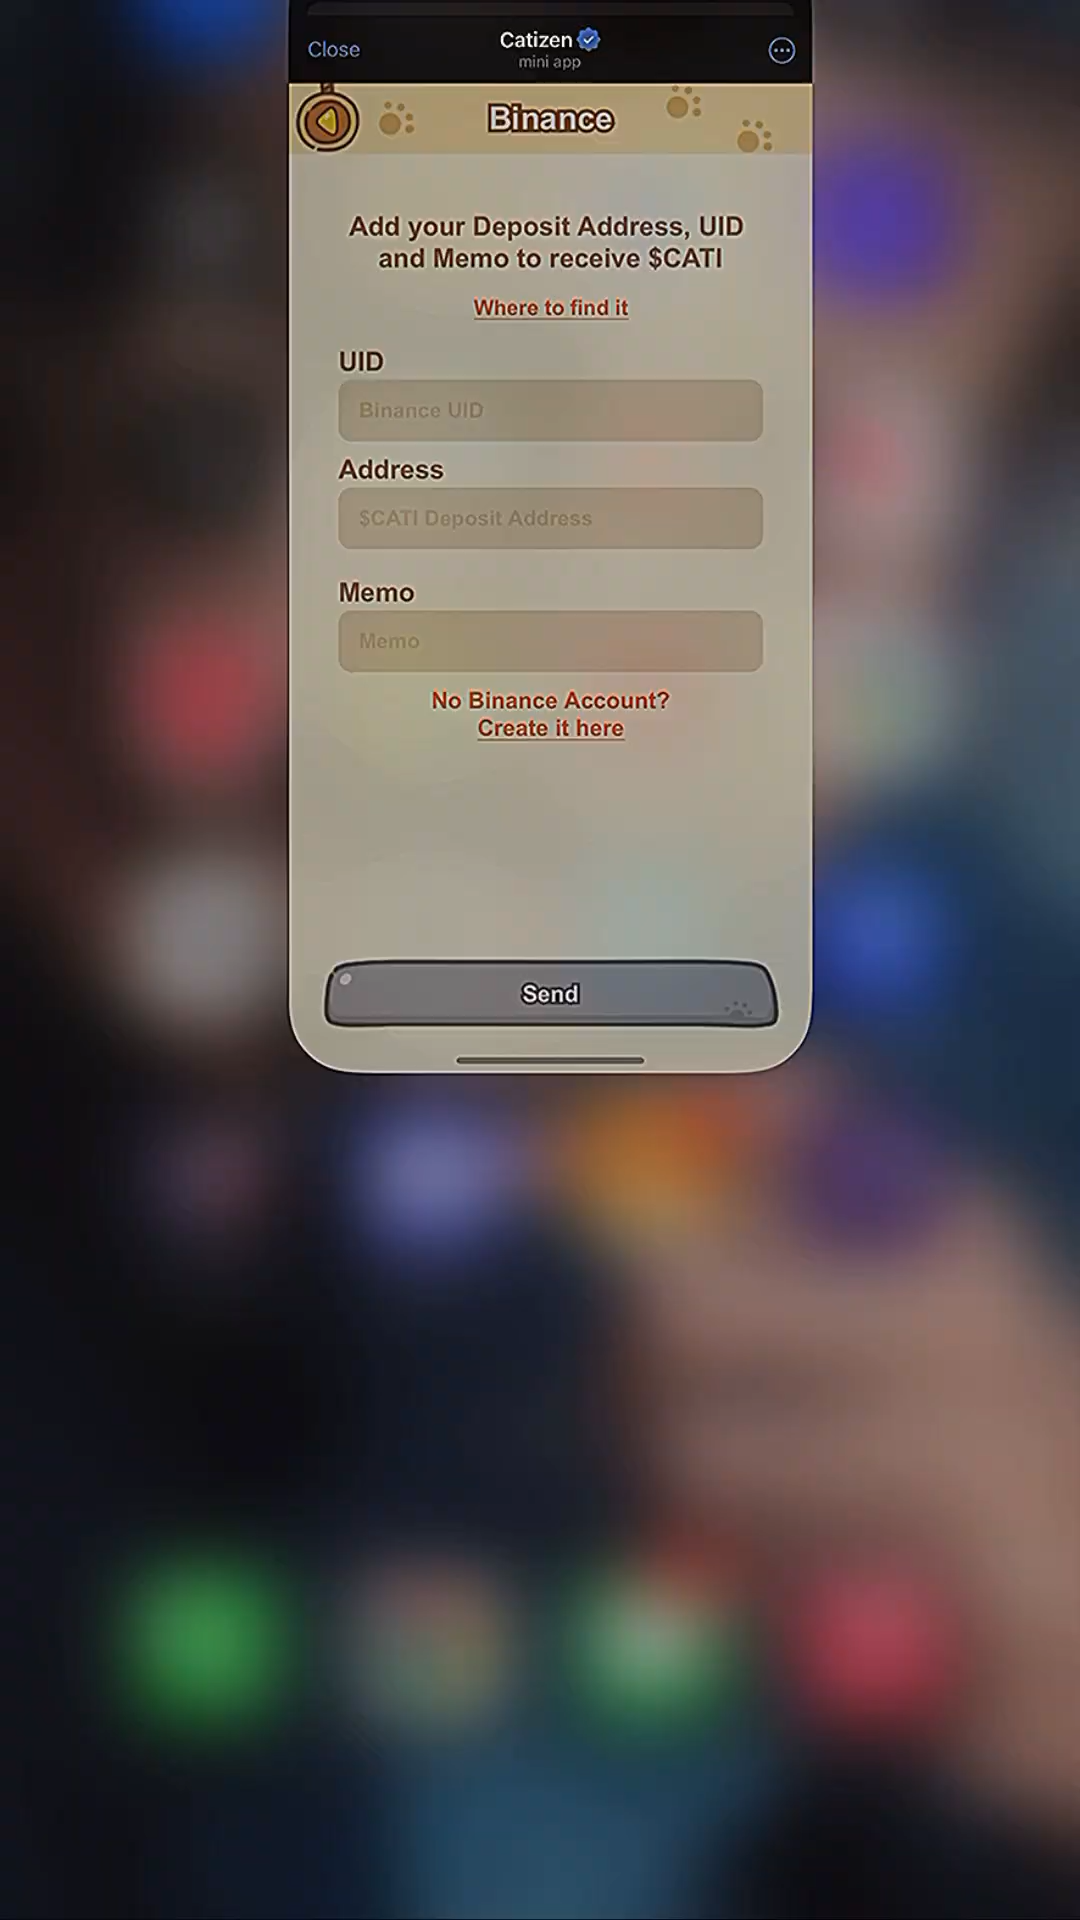 Close
Catizen
mini app
Binance
Add your Deposit Address, UID
and Memo to receive $CATI
Where to find it
UID
Binance UID
Address
$CATI Deposit Address
Memo
Memo
No Binance Account?
Create it here
Send